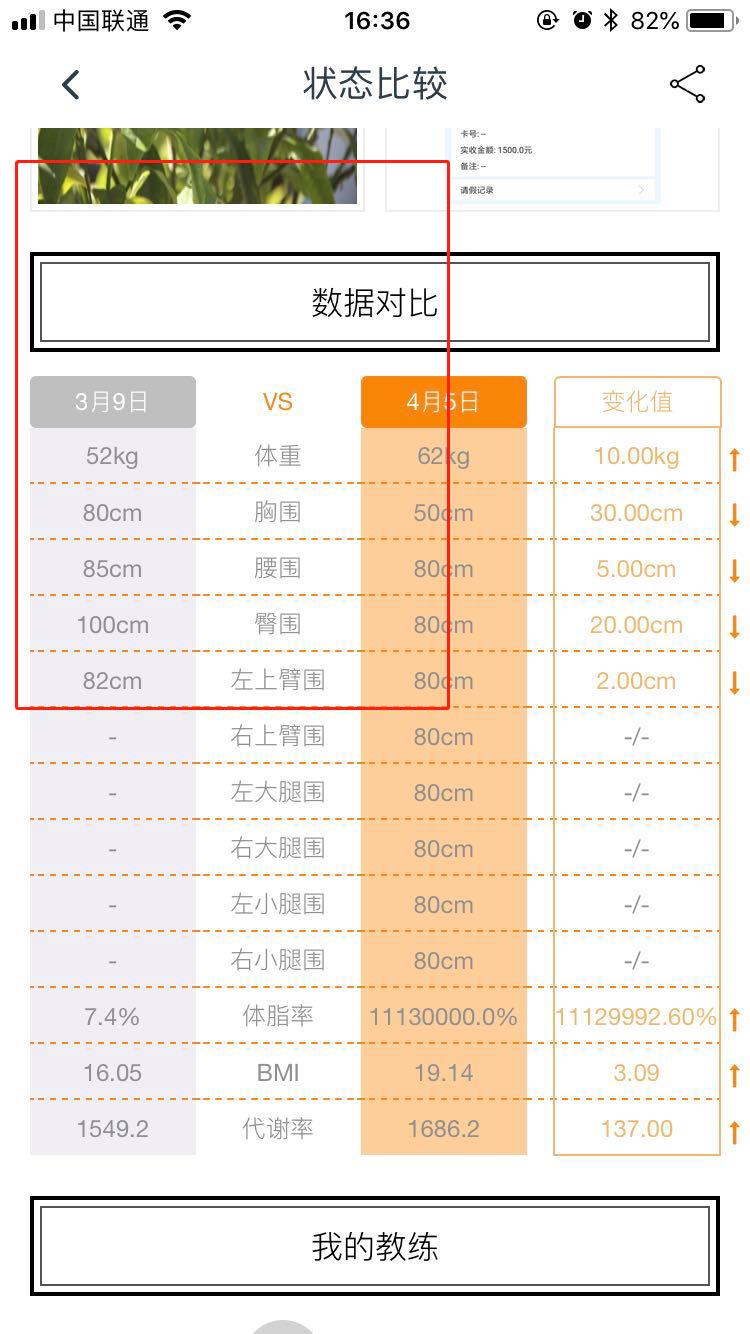 中国联通 16:36 82%
状态比较
卡号: --
实收金额: 1500.0元
备注: --
请假记录
数据对比
3月9日 VS 4月5日 变化值
52kg 体重 62kg 10.00kg ↑
80cm 胸围 50cm 30.00cm ↓
85cm 腰围 80cm 5.00cm ↓
100cm 臀围 80cm 20.00cm ↓
82cm 左上臂围 80cm 2.00cm ↓
- 右上臂围 80cm -/-
- 左大腿围 80cm -/-
- 右大腿围 80cm -/-
- 左小腿围 80cm -/-
- 右小腿围 80cm -/-
7.4% 体脂率 11130000.0% 11129992.60% ↑
16.05 BMI 19.14 3.09 ↑
1549.2 代谢率 1686.2 137.00 ↑
我的教练